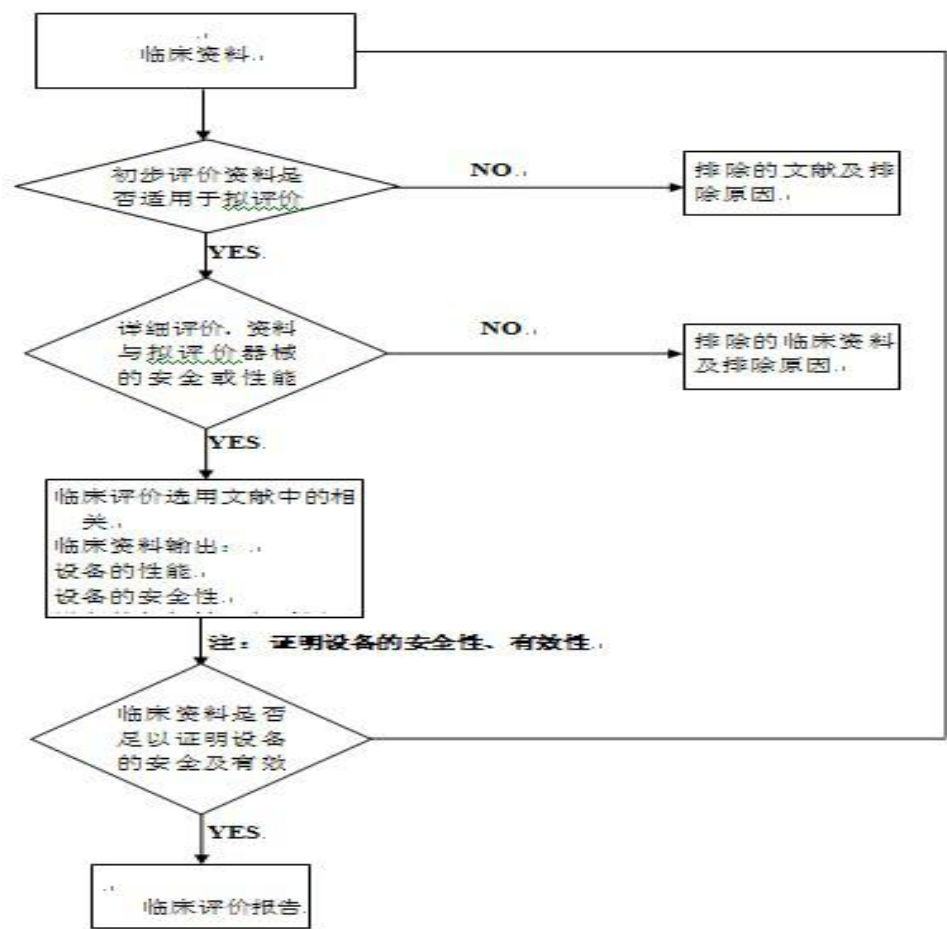 临床资料
初步评价资料是
否适用于拟评价
NO.
排除的文献及排
除原因.
YES.
详细评价，资料
与拟评价器械
的安全或性能
NO.
排除的临床资料
及排除原因.
YES.
临床评价选用文献中的相
关.
临床资料输出：
设备的性能.
设备的安全性.
注： 证明设备的安全性、有效性.
临床资料是否
足以证明设备
的安全及有效
YES.
临床评价报告.